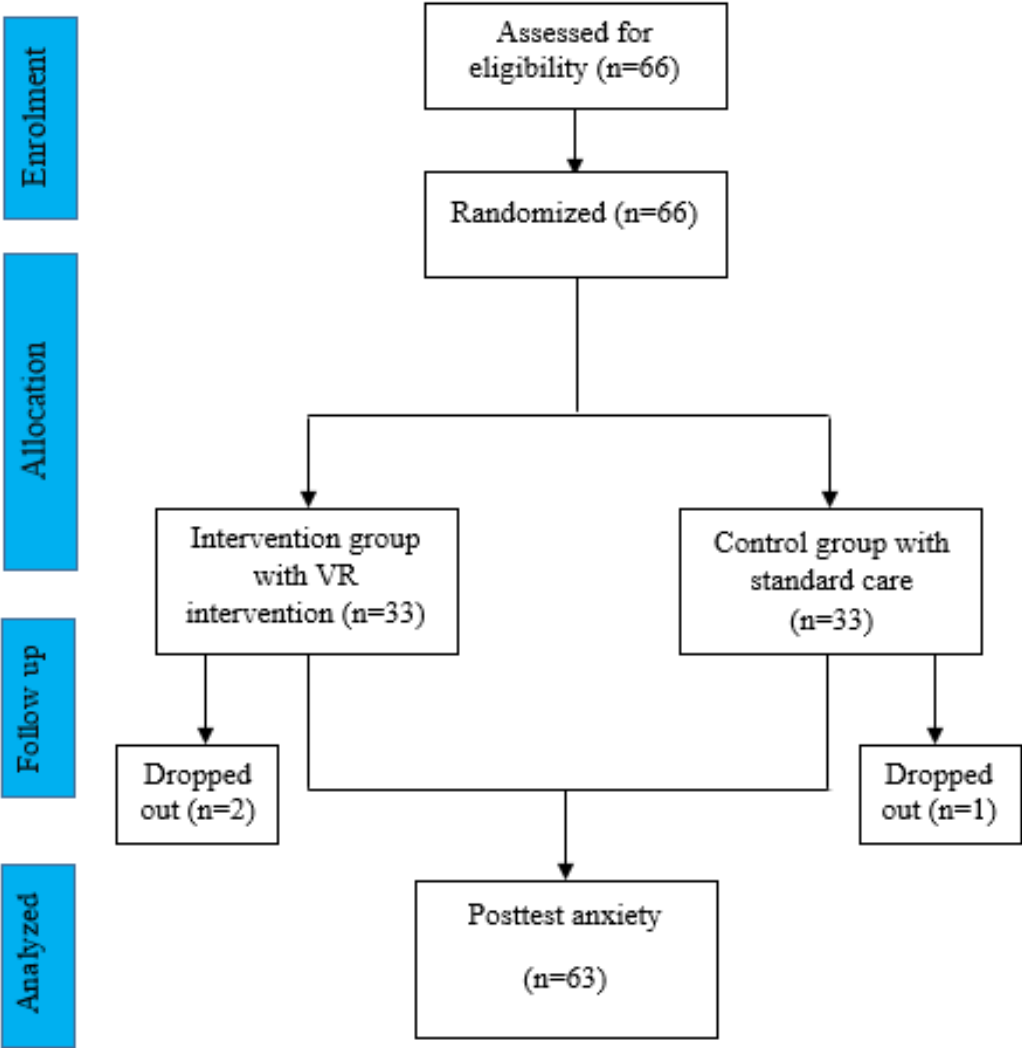 Enrolment
Assessed for
eligibility (n=66)
Randomized (n=66)
Allocation
Intervention group
with VR
intervention (n=33)
Control group with
standard care
(n=33)
Follow up
Dropped
out (n=2)
Dropped
out (n=1)
Analyzed
Posttest anxiety
(n=63)